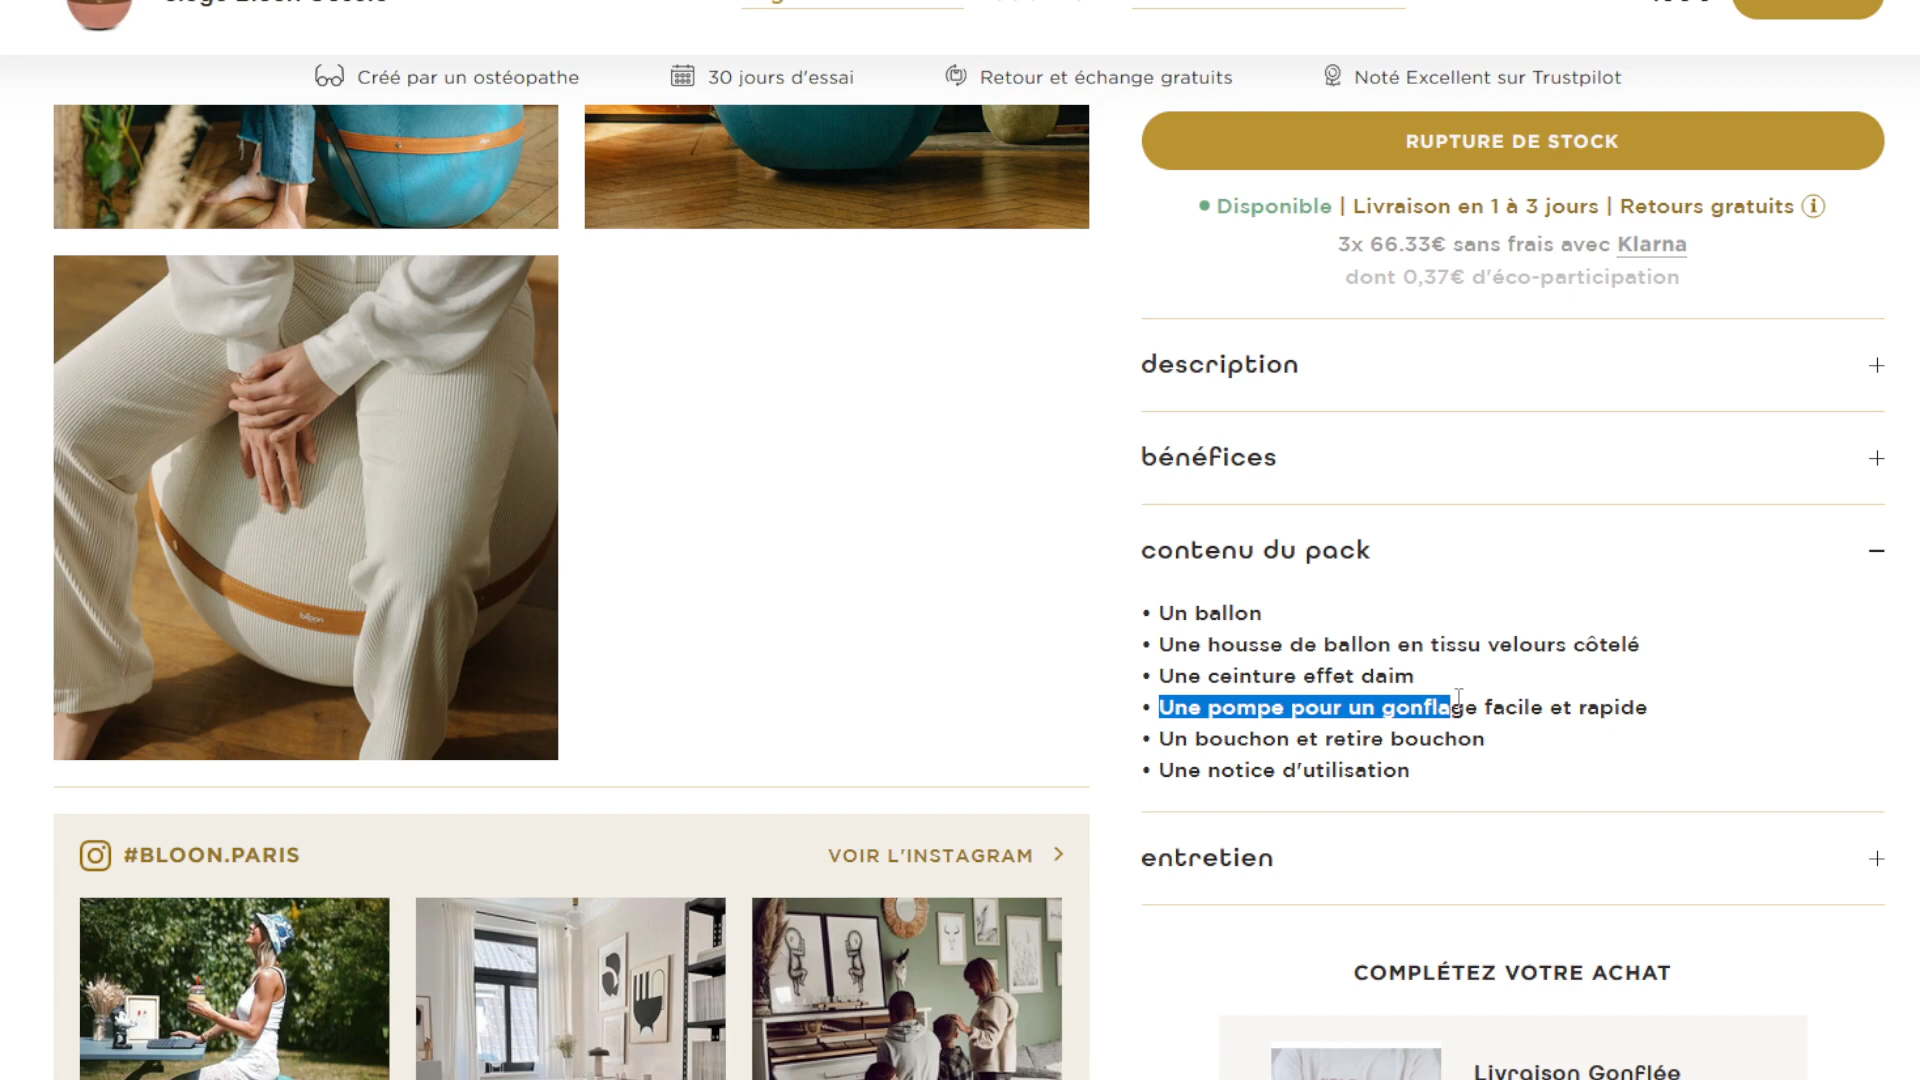 Créé par un ostéopathe
30 jours d'essai
Retour et échange gratuits
Noté Excellent sur Trustpilot
RUPTURE DE STOCK
Disponible | Livraison en 1 à 3 jours | Retours gratuits
3x 66.33€ sans frais avec Klarna
dont 0,37€ d'éco-participation
description
bénéfices
contenu du pack
• Un ballon
• Une housse de ballon en tissu velours côtelé
• Une ceinture effet daim
• Une pompe pour un gonflage facile et rapide
• Un bouchon et retire bouchon
• Une notice d'utilisation
entretien
COMPLÉTEZ VOTRE ACHAT
Livraison Gonflée
bloon
#BLOON.PARIS
VOIR L'INSTAGRAM